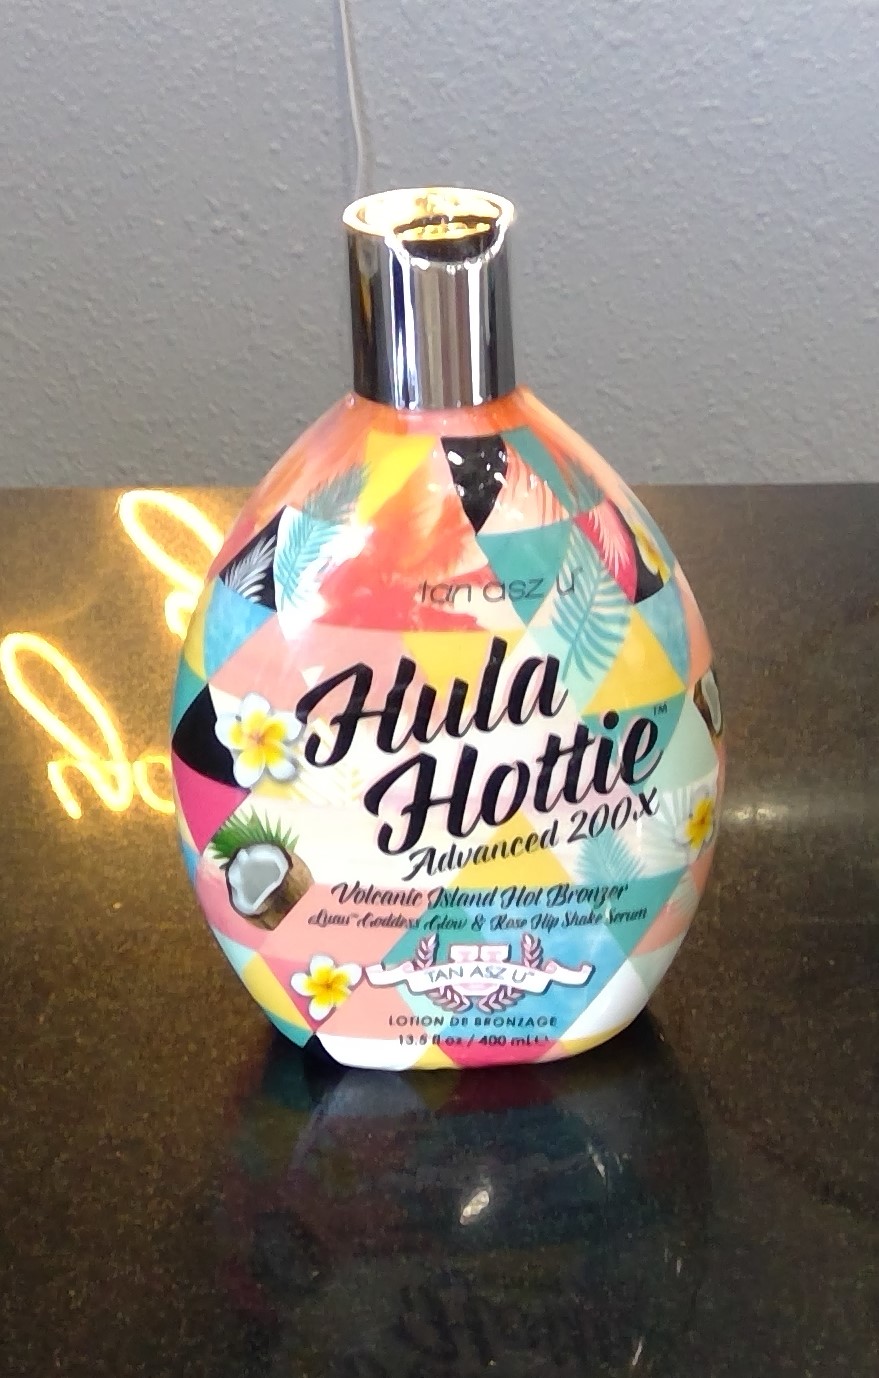 tan asz u
Hula
Hottie™
Advanced 200x
Volcanic Island Hot Bronzer
Luau™ Goddess Glow & Rose Hip Shake Serum
TAN ASZ U™
LOTION DE BRONZAGE
13.5 fl oz / 400 mL e